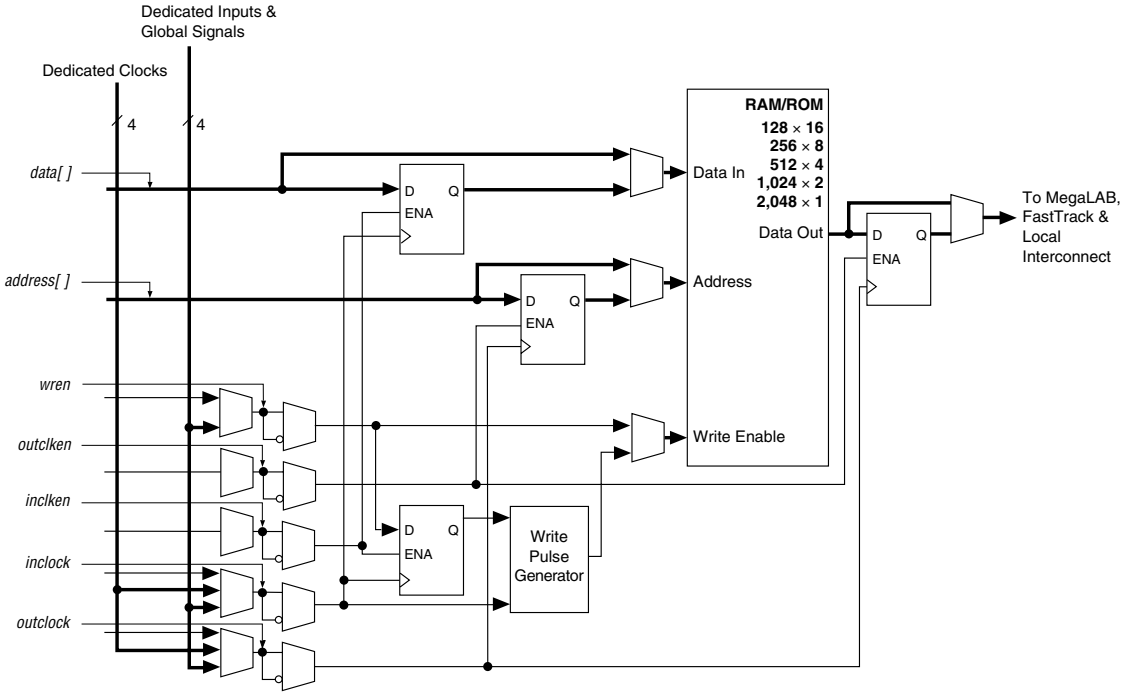 Dedicated Inputs &
Global Signals
Dedicated Clocks
4
4
RAM/ROM
128 × 16
256 × 8
512 × 4
1,024 × 2
2,048 × 1
data[ ]
D
Q
ENA
Data In
Data Out
D
Q
ENA
To MegaLAB,
FastTrack &
Local
Interconnect
address[ ]
D
Q
ENA
Address
wren
outclken
inclken
inclock
outclock
Write Enable
D
Q
ENA
Write
Pulse
Generator